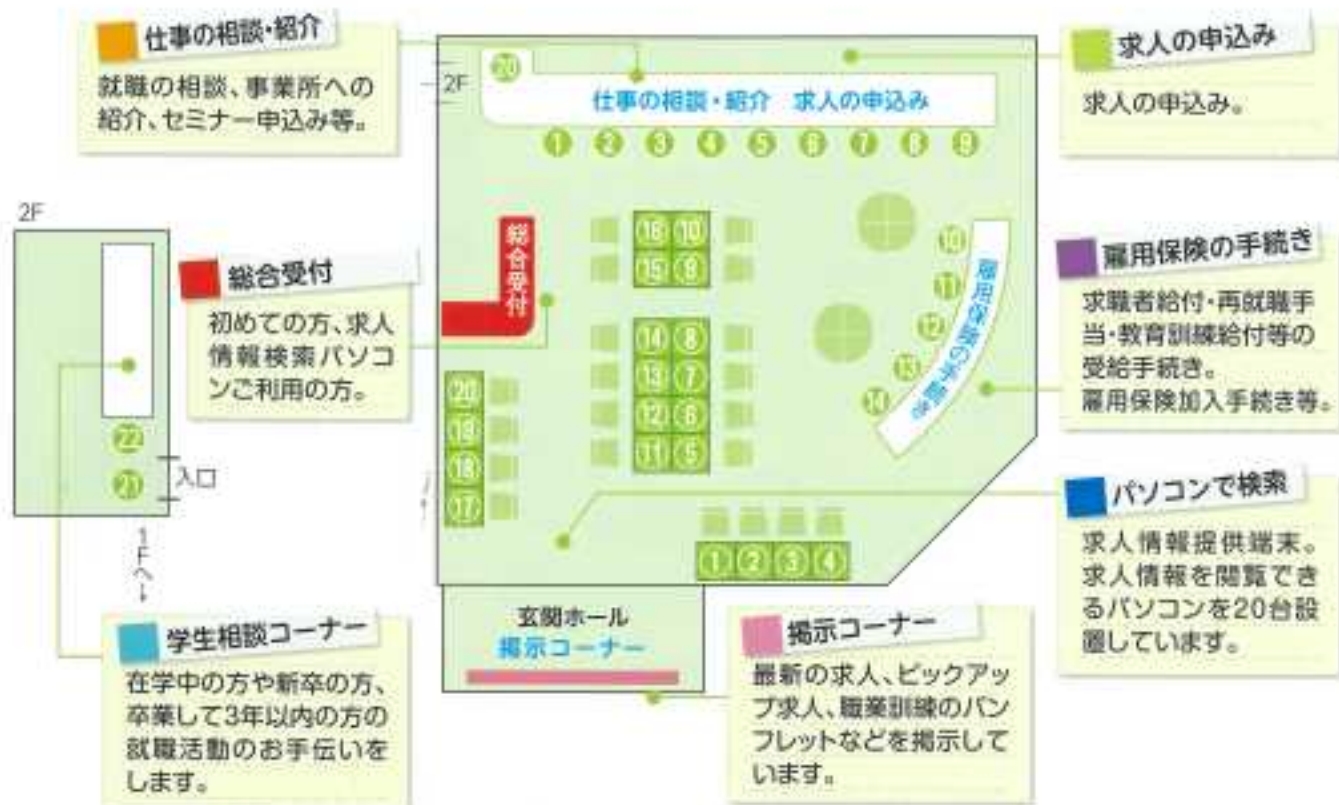 仕事の相談・紹介
就職の相談、事業所への
紹介、セミナー申込み等。
求人の申込み
求人の申込み。
2F
⑳
仕事の相談・紹介 求人の申込み
① ② ③ ④ ⑤ ⑥ ⑦ ⑧ ⑨
2F
㉒
㉑
入口
1Fへ↓
総合受付
初めての方、求人
情報検索パソコ
ンご利用の方。
総合受付
⑯ ⑩
⑮ ⑨
⑭ ⑧
⑬ ⑦
⑫ ⑥
⑪ ⑤
⑳
⑲
⑱
⑰
① ② ③ ④
⑩
⑪
⑫
⑬
⑭
雇用保険の手続き
雇用保険の手続き
求職者給付・再就職手
当・教育訓練給付等の
受給手続き。
雇用保険加入手続き等。
パソコンで検索
求人情報提供端末。
求人情報を閲覧でき
るパソコンを20台設
置しています。
学生相談コーナー
在学中の方や新卒の方、
卒業して3年以内の方の
就職活動のお手伝いを
します。
玄関ホール
掲示コーナー
掲示コーナー
最新の求人、ピックアッ
プ求人、職業訓練のパン
フレットなどを掲示して
います。